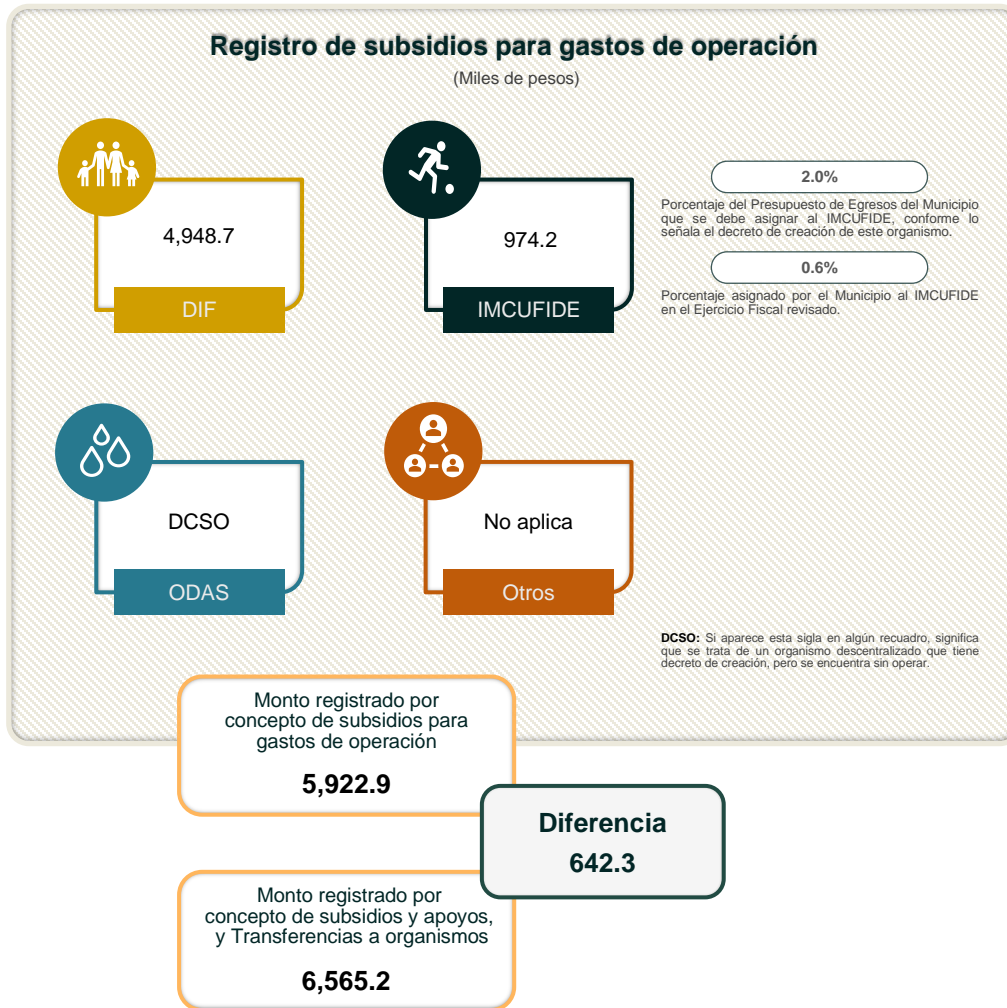 Registro de subsidios para gastos de operación
(Miles de pesos)
4,948.7
DIF
974.2
IMCUFIDE
2.0%
Porcentaje del Presupuesto de Egresos del Municipio
que se debe asignar al IMCUFIDE, conforme lo
señala el decreto de creación de este organismo.
0.6%
Porcentaje asignado por el Municipio al IMCUFIDE
en el Ejercicio Fiscal revisado.
DCSO
ODAS
No aplica
Otros
DCSO: Si aparece esta sigla en algún recuadro, significa
que se trata de un organismo descentralizado que tiene
decreto de creación, pero se encuentra sin operar.
Monto registrado por
concepto de subsidios para
gastos de operación
5,922.9
Diferencia
642.3
Monto registrado por
concepto de subsidios y apoyos,
y Transferencias a organismos
6,565.2